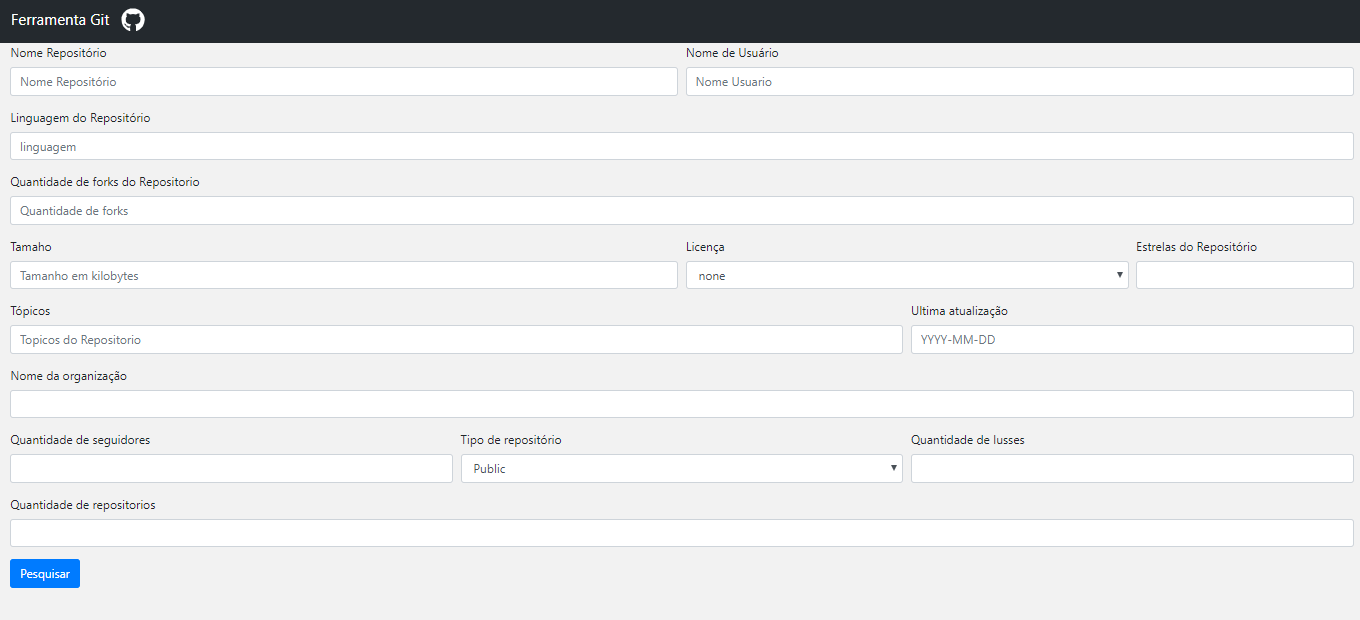 Ferramenta Git
Nome Repositório
Nome de Usuário
Nome Repositório
Nome Usuario
Linguagem do Repositório
linguagem
Quantidade de forks do Repositorio
Quantidade de forks
Tamaho
Licença
Estrelas do Repositório
Tamanho em kilobytes
none
Tópicos
Ultima atualização
Topicos do Repositorio
YYYY-MM-DD
Nome da organização
Quantidade de seguidores
Tipo de repositório
Quantidade de Iusses
Public
Quantidade de repositorios
Pesquisar